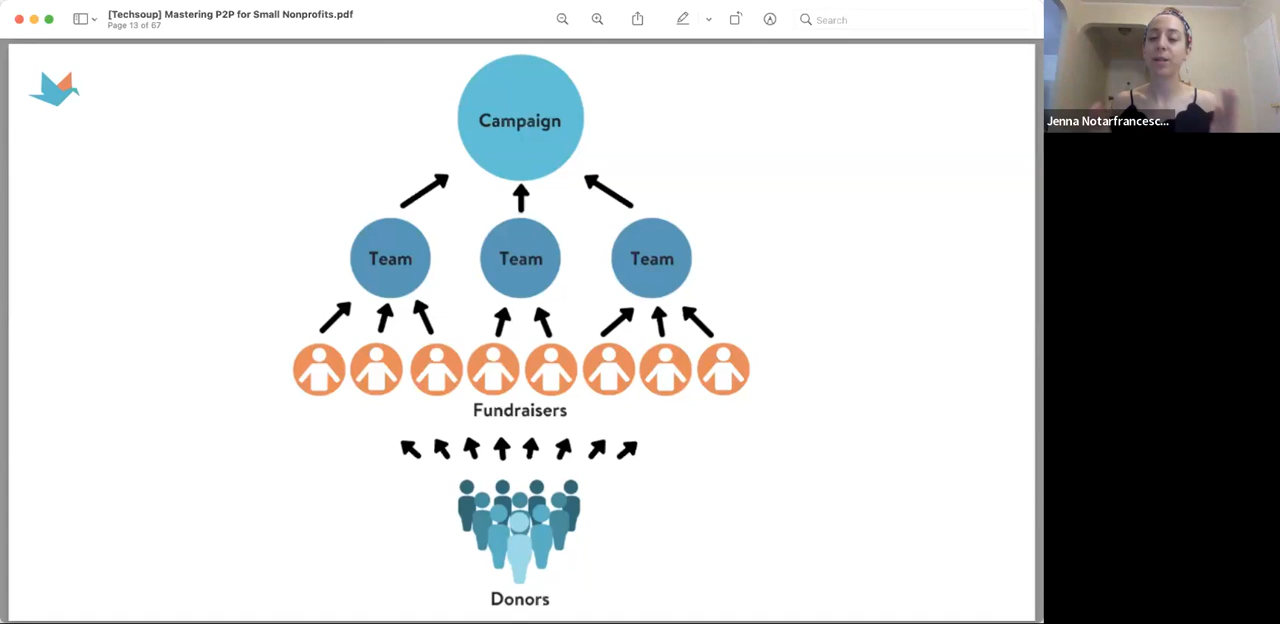 [Techsoup] Mastering P2P for Small Nonprofits.pdf
Page 13 of 67
Search
Jenna Notarfrancesc...
Campaign
Team Team Team
Fundraisers
Donors